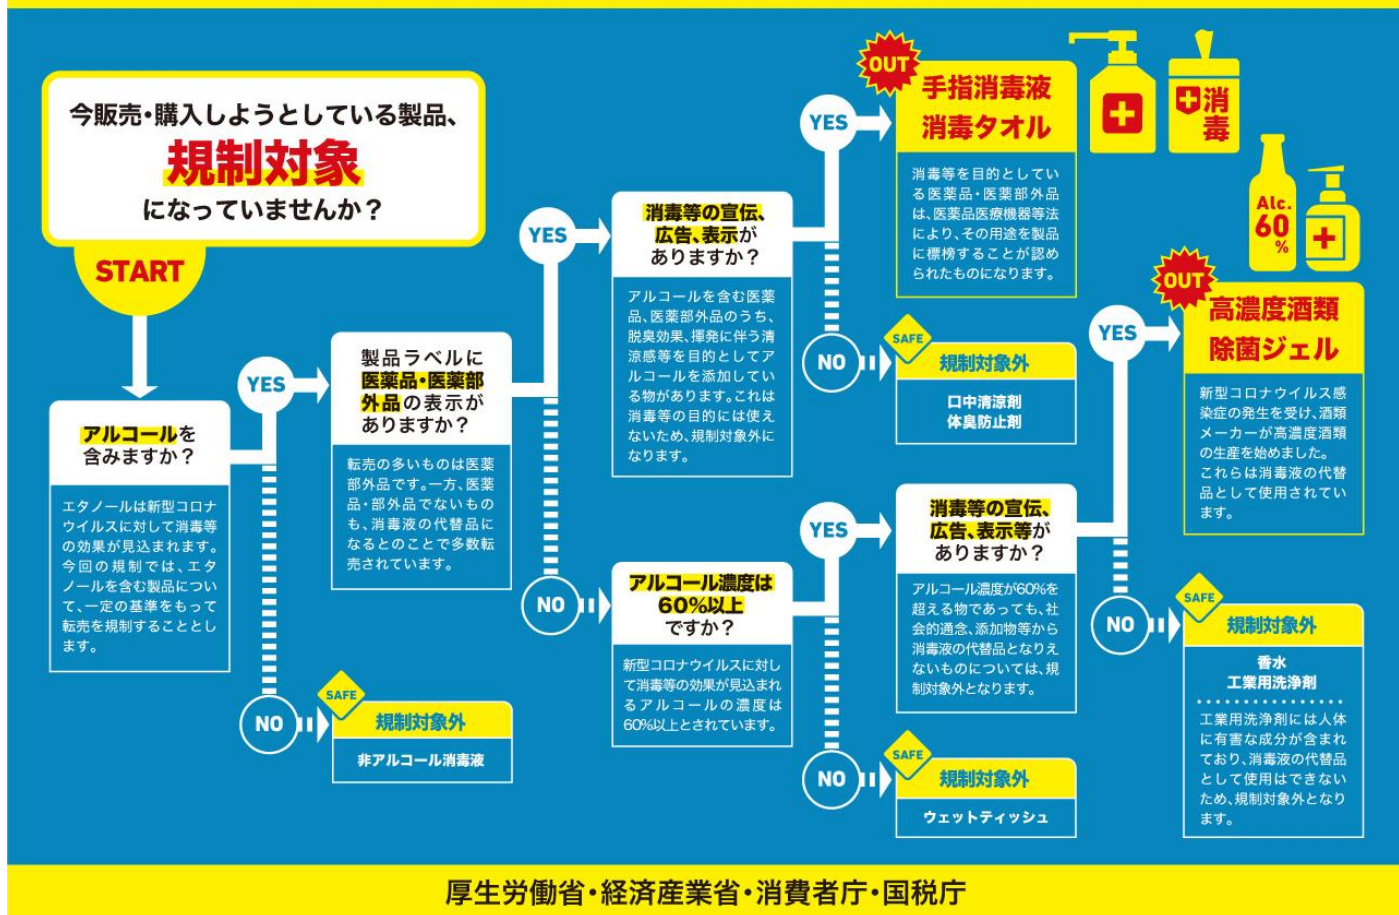 今販売・購入しようとしている製品、
規制対象
になっていませんか？
START
アルコールを
含みますか？
エタノールは新型コロナ
ウイルスに対して消毒等
の効果が見込まれます。
今回の規制では、エタ
ノールを含む製品につい
て、一定の基準をもって
転売を規制することとし
ます。
YES
NO
SAFE
規制対象外
非アルコール消毒液
製品ラベルに
医薬品・医薬部
外品の表示が
ありますか？
転売の多いものは医薬
部外品です。一方、医薬
品・部外品でないもの
も、消毒液の代替品に
なるとのことで多数転
売されています。
YES
NO
消毒等の宣伝、
広告、表示が
ありますか？
アルコールを含む医薬
品、医薬部外品のうち、
脱臭効果、揮発に伴う清
涼感等を目的としてア
ルコールを添加してい
る物があります。これは
消毒等の目的には使え
ないため、規制対象外に
なります。
YES
OUT
手指消毒液
消毒タオル
消毒等を目的としてい
る医薬品・医薬部外品
は、医薬品医療機器等法
により、その用途を製品
に標榜することが認め
られたものになります。
消毒
NO
SAFE
規制対象外
口中清涼剤
体臭防止剤
アルコール濃度は
60%以上
ですか？
新型コロナウイルスに対し
て消毒等の効果が見込まれ
るアルコールの濃度は
60%以上とされています。
YES
NO
SAFE
規制対象外
ウェットティッシュ
消毒等の宣伝、
広告、表示等が
ありますか？
アルコール濃度が60%を
超える物であっても、社
会的通念、添加物等から
消毒液の代替品となりえ
ないものについては、規
制対象外となります。
YES
Alc.
60
%
OUT
高濃度酒類
除菌ジェル
新型コロナウイルス感
染症の発生を受け、酒類
メーカーが高濃度酒類
の生産を始めました。
これらは消毒液の代替
品として使用されてい
ます。
NO
SAFE
規制対象外
香水
工業用洗浄剤
工業用洗浄剤には人体
に有害な成分が含まれ
ており、消毒液の代替品
として使用はできない
ため、規制対象外となり
ます。
厚生労働省・経済産業省・消費者庁・国税庁